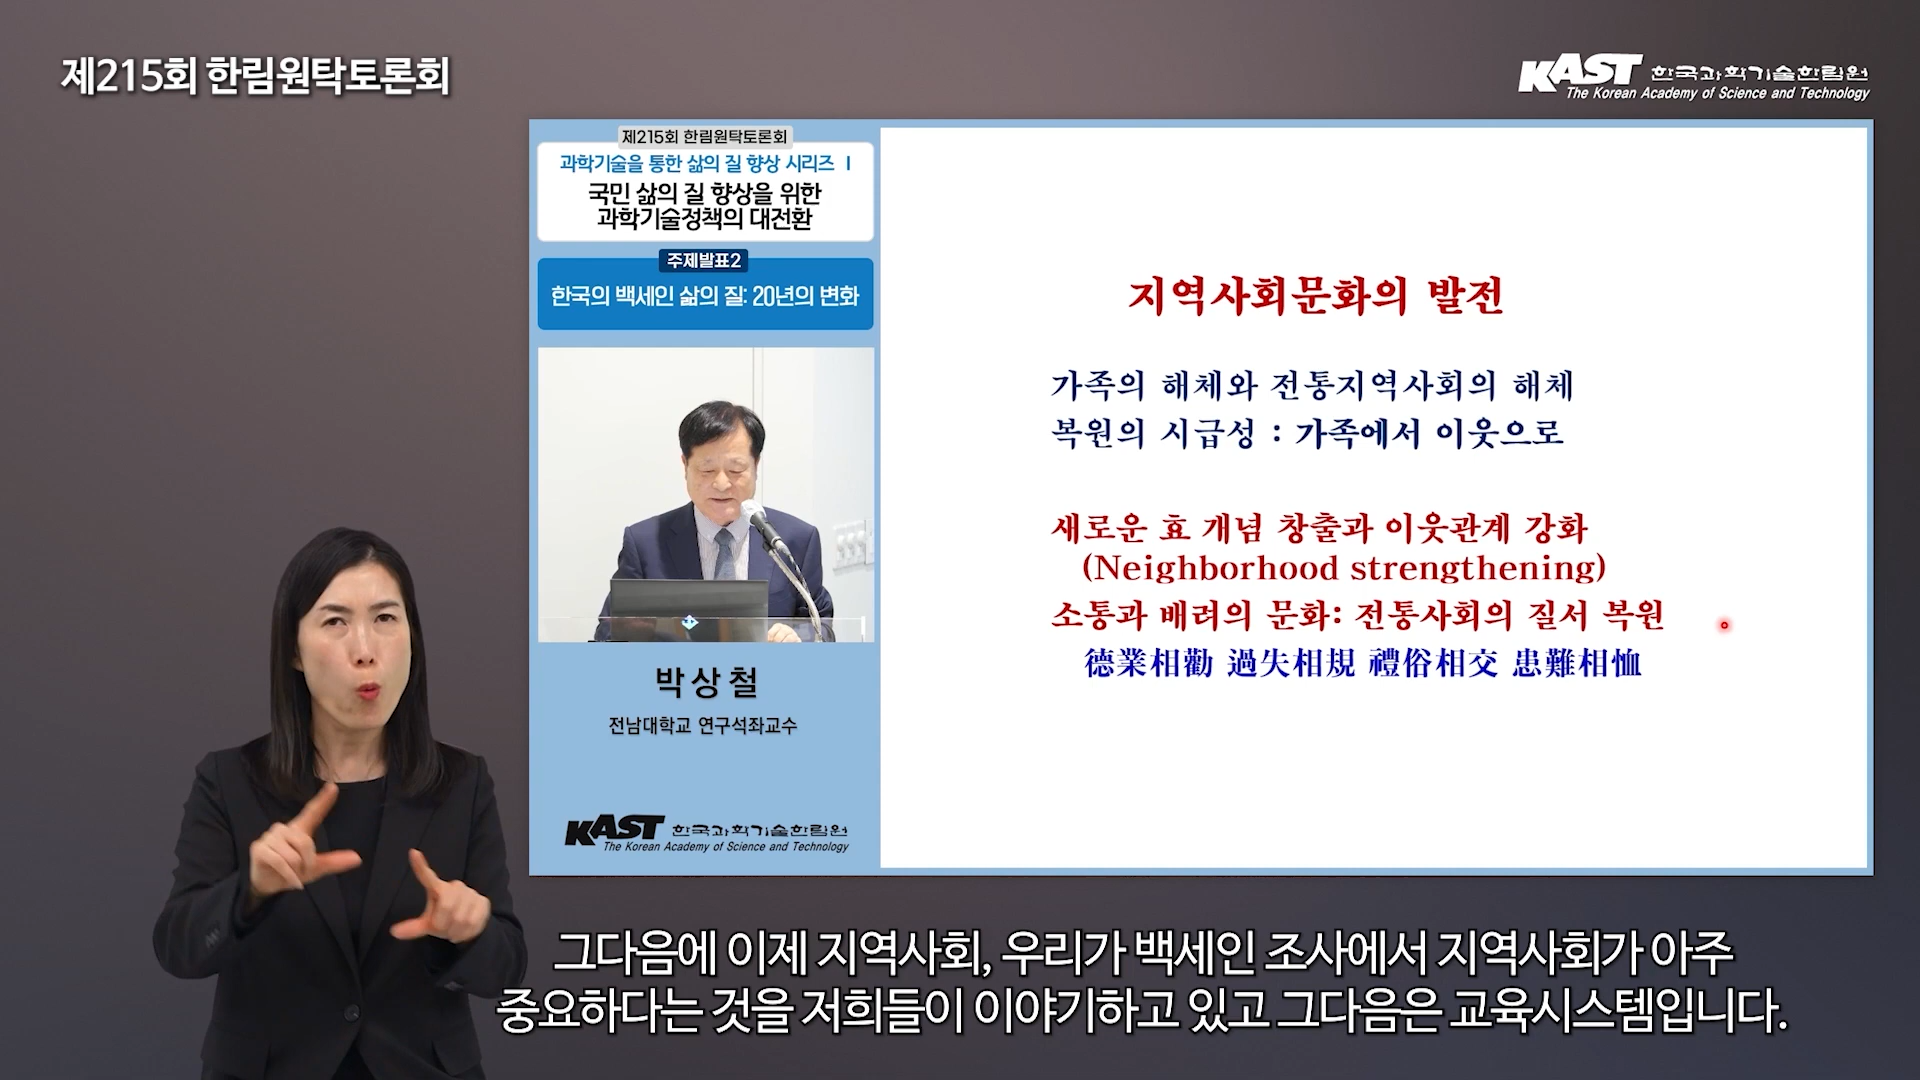 제215회 한림원탁토론회
KAST 한국과학기술한림원
The Korean Academy of Science and Technology
제215회 한림원탁토론회
과학기술을 통한 삶의 질 향상 시리즈 Ⅰ
국민 삶의 질 향상을 위한
과학기술정책의 대전환
주제발표2
한국의 백세인 삶의 질: 20년의 변화
박상철
전남대학교 연구석좌교수
KAST 한국과학기술한림원
The Korean Academy of Science and Technology
지역사회문화의 발전
가족의 해체와 전통지역사회의 해체
복원의 시급성 : 가족에서 이웃으로
새로운 효 개념 창출과 이웃관계 강화
(Neighborhood strengthening)
소통과 배려의 문화: 전통사회의 질서 복원
德業相勸 過失相規 禮俗相交 患難相恤
그다음에 이제 지역사회, 우리가 백세인 조사에서 지역사회가 아주
중요하다는 것을 저희들이 이야기하고 있고 그다음은 교육시스템입니다.